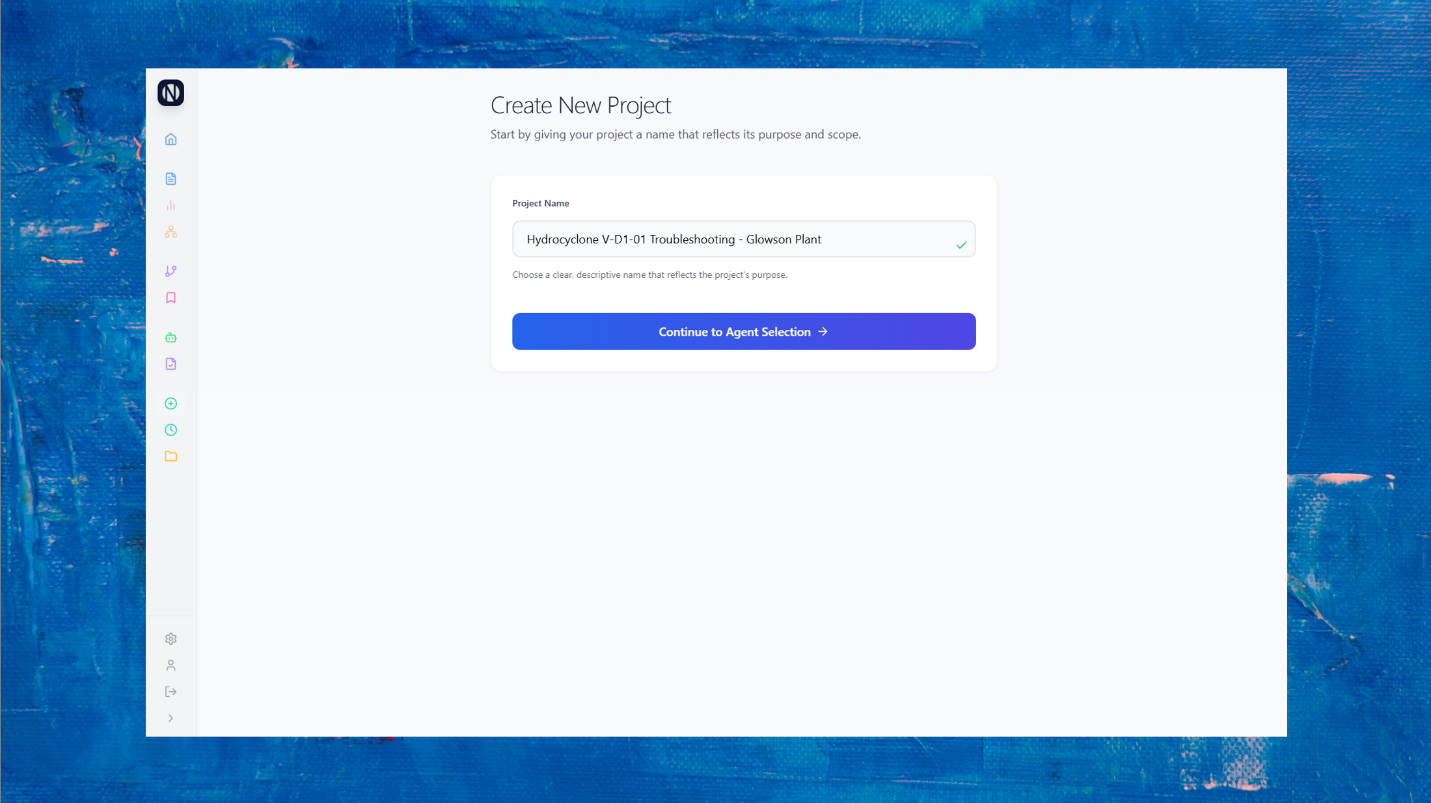 N
Create New Project
Start by giving your project a name that reflects its purpose and scope.
Project Name
Hydrocyclone V-D1-01 Troubleshooting - Glowson Plant
Choose a clear, descriptive name that reflects the project's purpose.
Continue to Agent Selection →